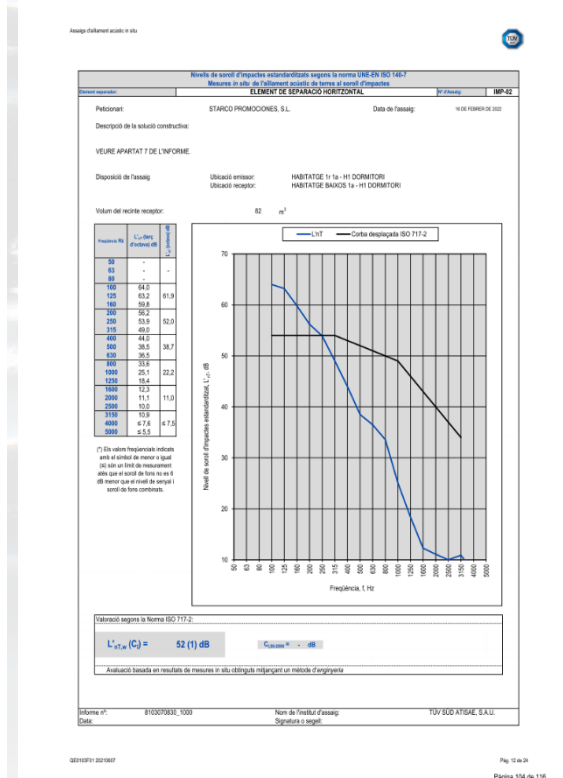 Assaigs d'aïllament acústic in situ
TÜV
Nivells de soroll d'impactes estandarditzats segons la norma UNE-EN ISO 140-7
Mesures in situ de l'aïllament acústic de terres al soroll d'impactes
Element separador: ELEMENT DE SEPARACIÓ HORITZONTAL Nº d'Assaig: IMP-02
Peticionari: STARCO PROMOCIONES, S.L. Data de l'assaig: 16 DE FEBRER DE 2022
Descripció de la solució constructiva:
VEURE APARTAT 7 DE L'INFORME.
Disposició de l'assaig: Ubicació emissor: HABITATGE 1r 1a - H1 DORMITORI
Ubicació receptor: HABITATGE BAIXOS 1a - H1 DORMITORI
Volum del recinte receptor: 82 m³
Freqüència Hz L'nT (terç d'octava) dB L'nT (octava) dB
50 -
63 - -
80 -
100 64,0
125 63,2 61,9
160 59,8
200 56,2
250 53,9 52,0
315 49,0
400 44,0
500 38,5 38,7
630 36,5
800 33,6
1000 25,1 22,2
1250 18,4
1600 12,3
2000 11,1 11,0
2500 10,0
3150 10,9
4000 ≤ 7,6 ≤ 7,5
5000 ≤ 5,5
(*) Els valors freqüencials indicats
amb el símbol de menor o igual
(≤) són un límit de mesurament
atès que el soroll de fons no es 6
dB menor que el nivell de senyal i
soroll de fons combinats.
L'nT Corba desplaçada ISO 717-2
Nivell de soroll d'impactes estandarditzat, L'nT, dB
70
60
50
40
30
20
10
50 63 80 100 125 160 200 250 315 400 500 630 800 1000 1250 1600 2000 2500 3150 4000 5000
Freqüència, f, Hz
Valoració segons la Norma ISO 717-2:
L'nT,w (CI) = 52 (1) dB CI,50-2500 = - dB
Avaluació basada en resultats de mesures in situ obtinguts mitjançant un mètode d'enginyeria
Informe nº: 8103070830_1000 Nom de l'institut d'assaig: TÜV SÜD ATISAE, S.A.U.
Data: Signatura o segell:
QE0103F01 20210607 Pàg. 12 de 24
Pàgina 104 de 116